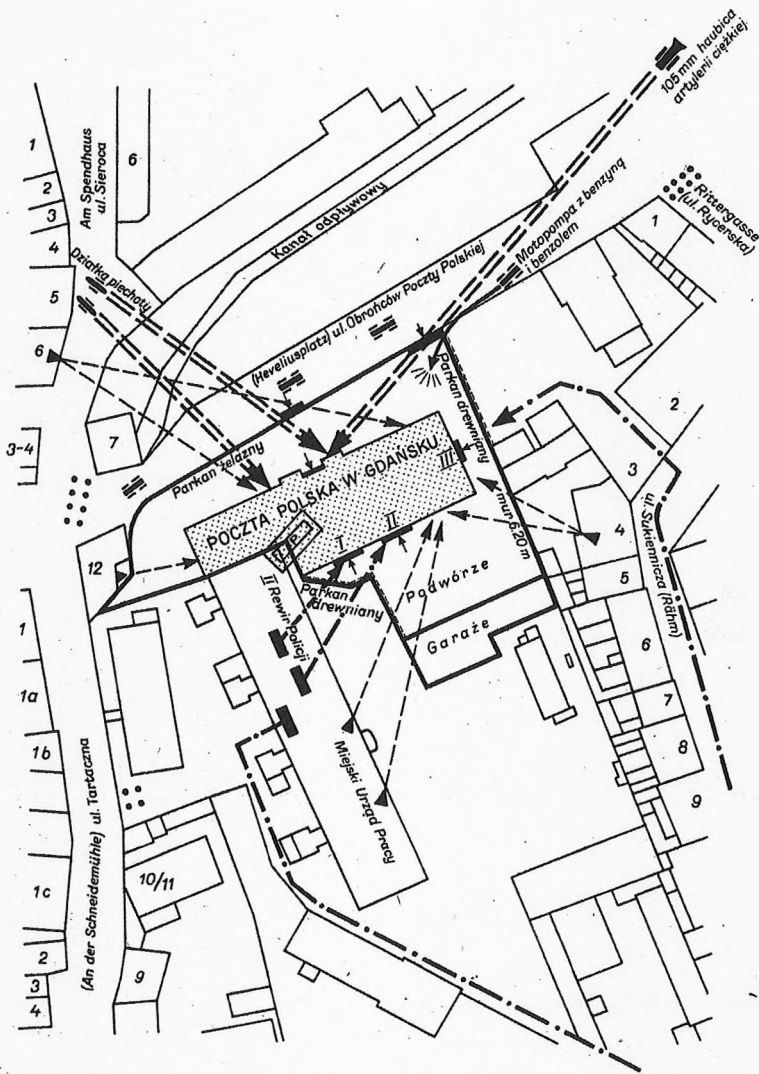 105 mm haubica
artylerii ciężkiej.
1
2
3
4
5
6
Am Spendhaus
ul. Sieroca
6
Kanał odpływowy
Działka piechoty
(Heveliusplatz) ul. Obrońców Poczty Polskiej
Motopompa z benzyną
i benzolem
Rittergasse
(ul. Rycerska)
1
2
3
4
5
6
7
8
9
3-4
7
Parkan żelazny
Parkan drewniany
mur 6,20 m
POCZTA POLSKA W GDAŃSKU
I
II
III
12
II Rewir Policji
Parkan
drewniany
Podwórze
Garaże
ul. Sukiennicza (Rähm)
Miejski Urząd Pracy
1
1a
1b
1c
2
3
4
(An der Schneidemühle) ul. Tartaczna
10/11
9